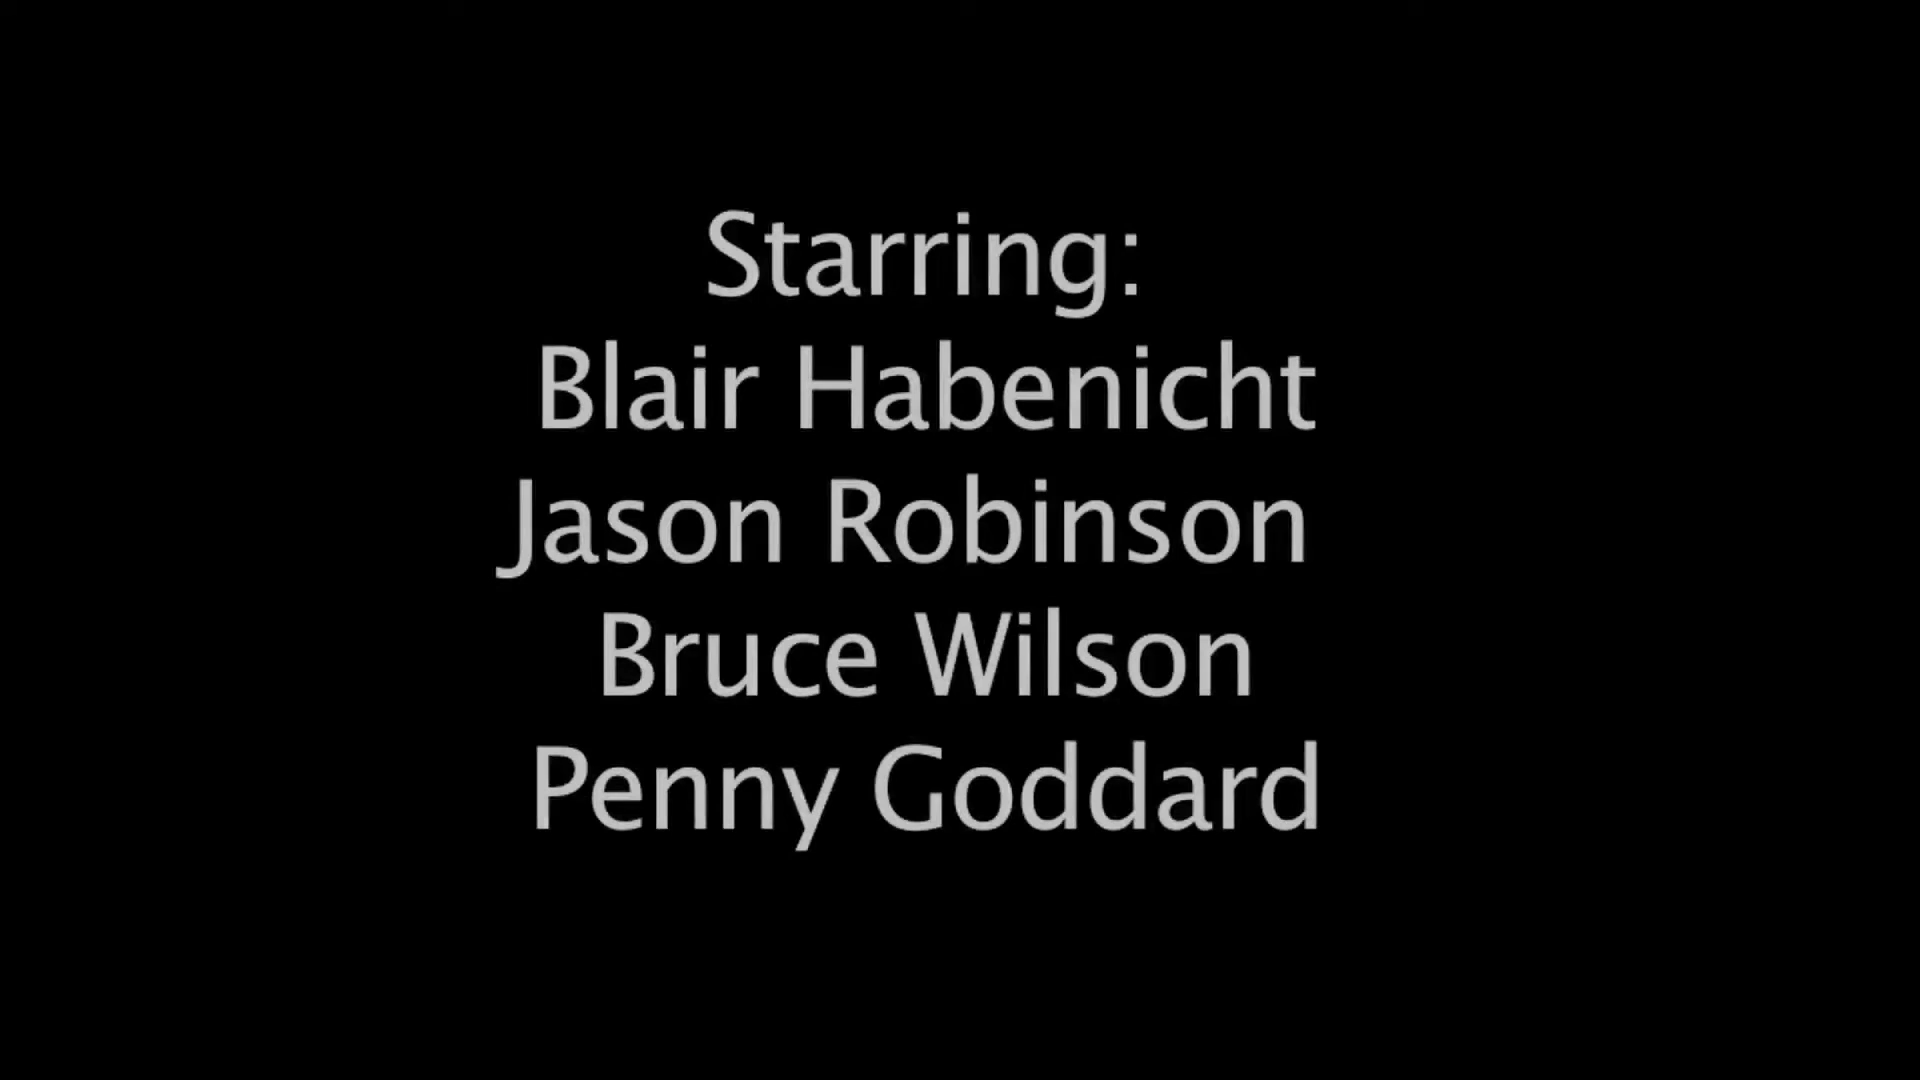 Starring:
Blair Habenicht
Jason Robinson
Bruce Wilson
Penny Goddard